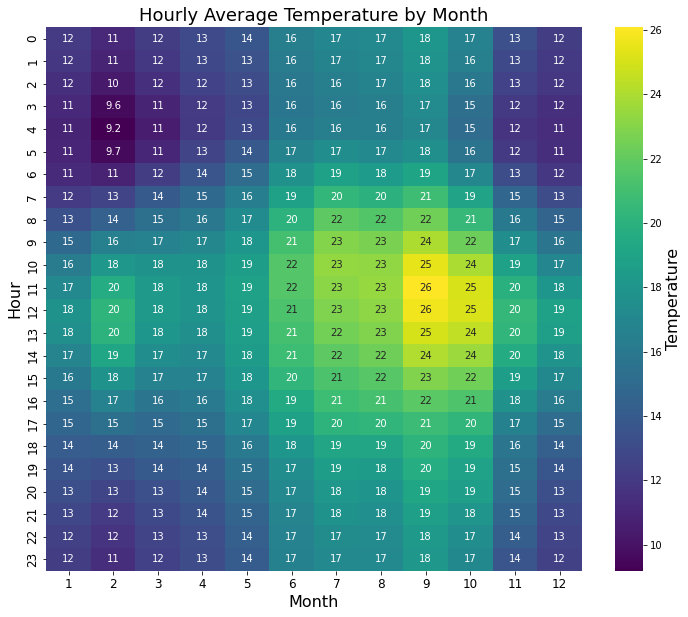 Hourly Average Temperature by Month
0 12 11 12 13 14 16 17 17 18 17 13 12
1 12 11 12 13 13 16 17 17 18 16 13 12
2 12 10 12 12 13 16 16 17 18 16 13 12
3 11 9.6 11 12 13 16 16 16 17 15 12 12
4 11 9.2 11 12 13 16 16 16 17 15 12 11
5 11 9.7 11 13 14 17 17 17 18 16 12 11
6 11 11 12 14 15 18 19 18 19 17 13 12
7 12 13 14 15 16 19 20 20 21 19 15 13
8 13 14 15 16 17 20 22 22 22 21 16 15
9 15 16 17 17 18 21 23 23 24 22 17 16
10 16 18 18 18 19 22 23 23 25 24 19 17
11 17 20 18 18 19 22 23 23 26 25 20 18
12 18 20 18 18 19 21 23 23 26 25 20 19
13 18 20 18 18 19 21 22 23 25 24 20 19
14 17 19 17 17 18 21 22 22 24 24 20 18
15 16 18 17 17 18 20 21 22 23 22 19 17
16 15 17 16 16 18 19 21 21 22 21 18 16
17 15 15 15 15 17 19 20 20 21 20 17 15
18 14 14 14 15 16 18 19 19 20 19 16 14
19 14 13 14 14 15 17 19 18 20 19 15 14
20 13 13 13 14 15 17 18 18 19 19 15 13
21 13 12 13 14 15 17 18 18 19 18 15 13
22 12 12 13 13 14 17 17 17 18 17 14 13
23 12 11 12 13 14 17 17 17 18 17 14 12
1 2 3 4 5 6 7 8 9 10 11 12
Month
Hour
26
24
22
20
18
16
14
12
10
Temperature